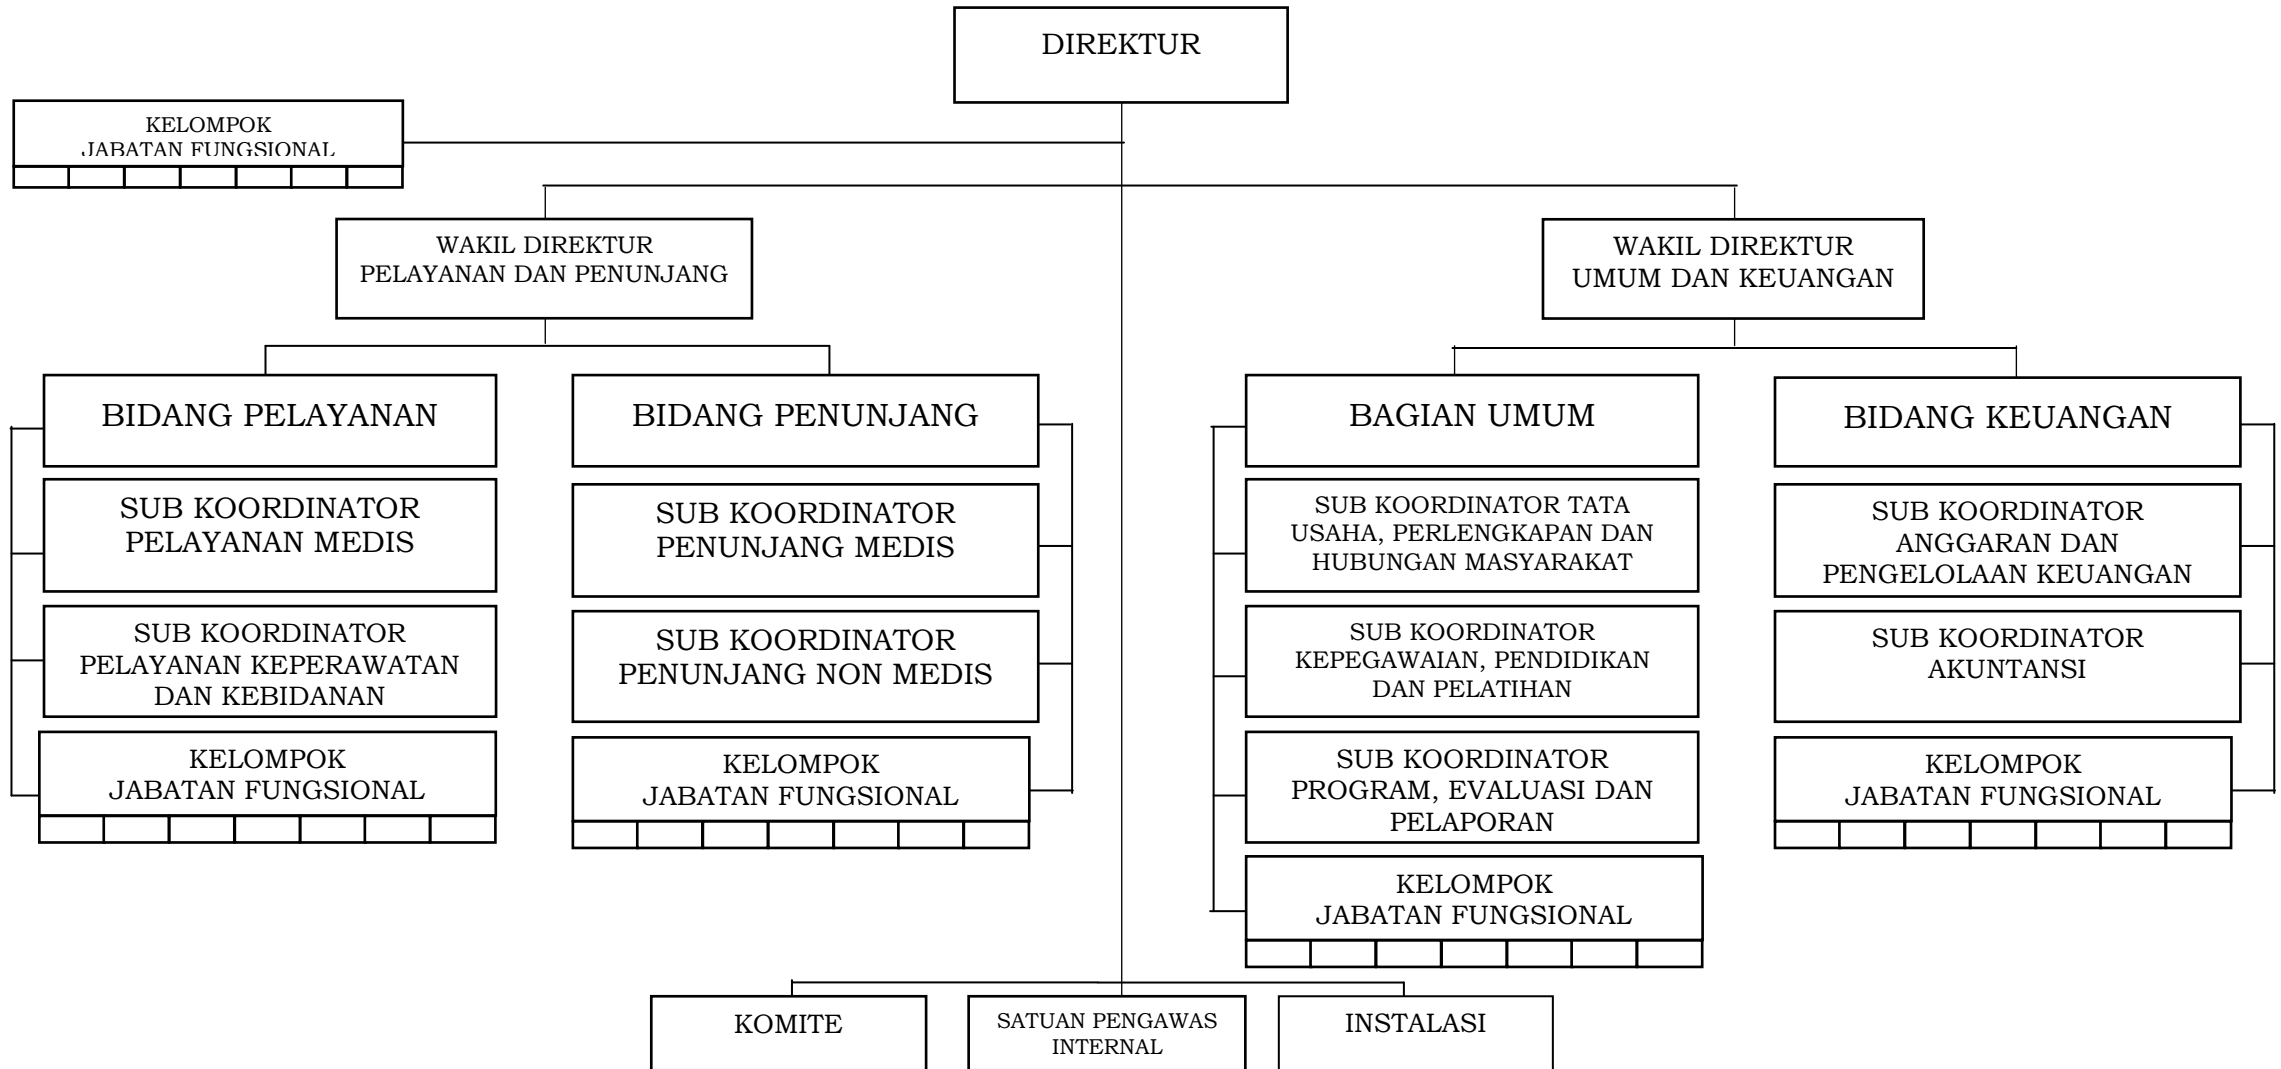 DIREKTUR
KELOMPOK
JABATAN FUNGSIONAL
WAKIL DIREKTUR
PELAYANAN DAN PENUNJANG
WAKIL DIREKTUR
UMUM DAN KEUANGAN
BIDANG PELAYANAN
BIDANG PENUNJANG
BAGIAN UMUM
BIDANG KEUANGAN
SUB KOORDINATOR
PELAYANAN MEDIS
SUB KOORDINATOR
PENUNJANG MEDIS
SUB KOORDINATOR TATA
USAHA, PERLENGKAPAN DAN
HUBUNGAN MASYARAKAT
SUB KOORDINATOR
ANGGARAN DAN
PENGELOLAAN KEUANGAN
SUB KOORDINATOR
PELAYANAN KEPERAWATAN
DAN KEBIDANAN
SUB KOORDINATOR
PENUNJANG NON MEDIS
SUB KOORDINATOR
KEPEGAWAIAN, PENDIDIKAN
DAN PELATIHAN
SUB KOORDINATOR
AKUNTANSI
KELOMPOK
JABATAN FUNGSIONAL
KELOMPOK
JABATAN FUNGSIONAL
SUB KOORDINATOR
PROGRAM, EVALUASI DAN
PELAPORAN
KELOMPOK
JABATAN FUNGSIONAL
KELOMPOK
JABATAN FUNGSIONAL
KOMITE
SATUAN PENGAWAS
INTERNAL
INSTALASI